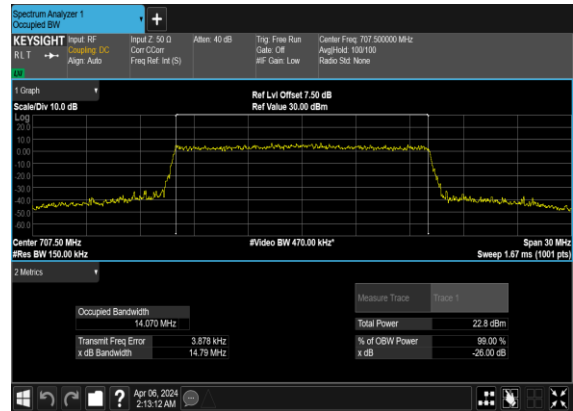 Spectrum Analyzer 1
Occupied BW
+
KEYSIGHT
RLT
LW
Input: RF
Coupling: DC
Align: Auto
Input Z: 50 Ω
Corr CCorr
Freq Ref: Int (S)
Atten: 40 dB
Trig: Free Run
Gate: Off
#IF Gain: Low
Center Freq: 707.500000 MHz
Avg|Hold: 100/100
Radio Std: None
1 Graph
Scale/Div 10.0 dB
Ref Lvl Offset 7.50 dB
Ref Value 30.00 dBm
Log
20.0
10.0
0.00
-10.0
-20.0
-30.0
-40.0
-50.0
-60.0
Center 707.50 MHz
#Res BW 150.00 kHz
#Video BW 470.00 kHz*
Span 30 MHz
Sweep 1.67 ms (1001 pts)
2 Metrics
Measure Trace Trace 1
Occupied Bandwidth
14.070 MHz
Total Power 22.8 dBm
Transmit Freq Error 3.878 kHz
% of OBW Power 99.00 %
x dB Bandwidth 14.79 MHz
x dB -26.00 dB
?
Apr 06, 2024
2:13:12 AM